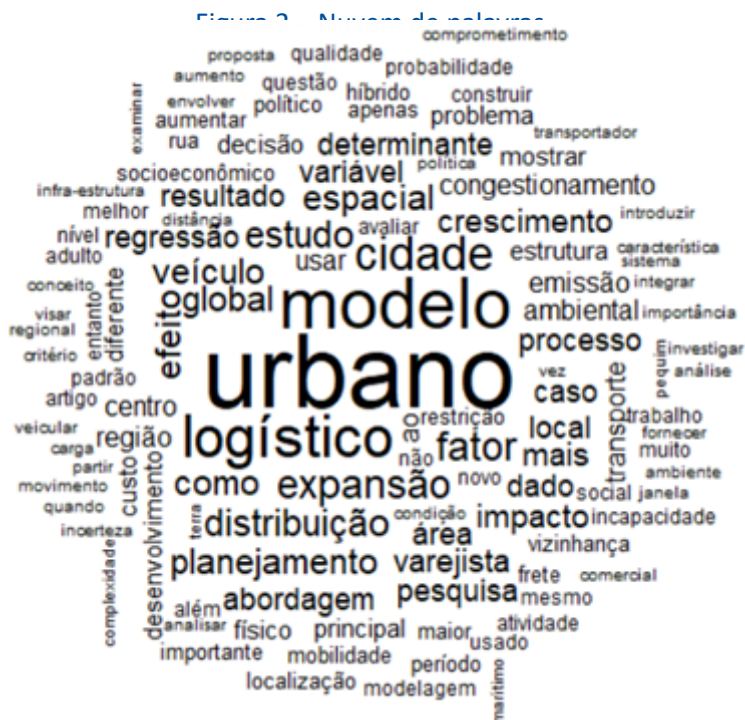 Figura 2 – Nuvem de palavras
comprometimento
proposta qualidade
probabilidade
aumento questão híbrido construir
examinar envolver político apenas problema
aumentar transportador
rua decisão determinante mostrar
socioeconômico variável política
infra-estrutura resultado espacial congestionamento
melhor distância crescimento introduzir
nível regressão estudo avaliar estrutura característica
adulto usar cidade sistema
conceito veículo emissão integrar
visar entanto diferente efeito global modelo ambiental importância
regional
critério processo pequim investigar
padrão urbano vez análise
artigo centro caso transporte
veicular região logístico ao restrição local trabalho
carga não fator mais fornecer
partir custo muito
movimento como expansão novo dado social janela ambiente
quando desenvolvimento terra distribuição condição impacto incapacidade
incerteza área vizinhança
complexidade planejamento varejista
frete comercial
além abordagem pesquisa mesmo
analisar físico principal maior atividade
importante mobilidade usado
período
localização modelagem marítimo